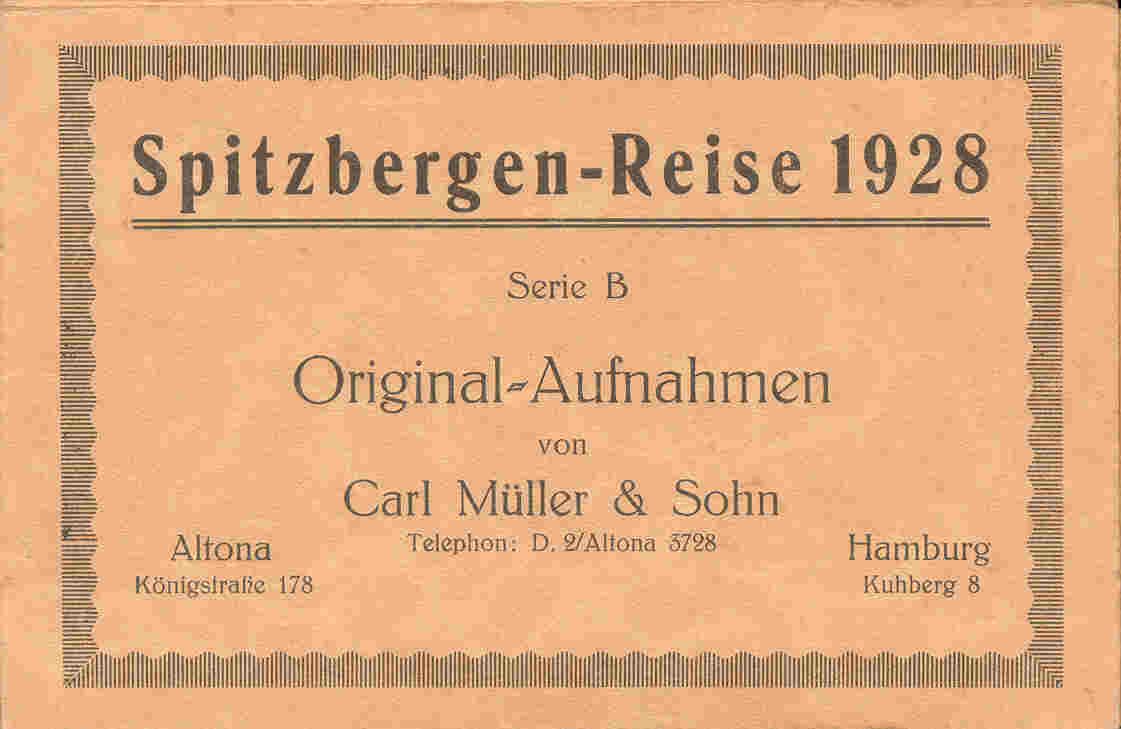 Spitzbergen-Reise 1928
Serie B
Original-Aufnahmen
von
Carl Müller & Sohn
Telephon: D. 2/Altona 3728
Altona
Königstraße 178
Hamburg
Kuhberg 8